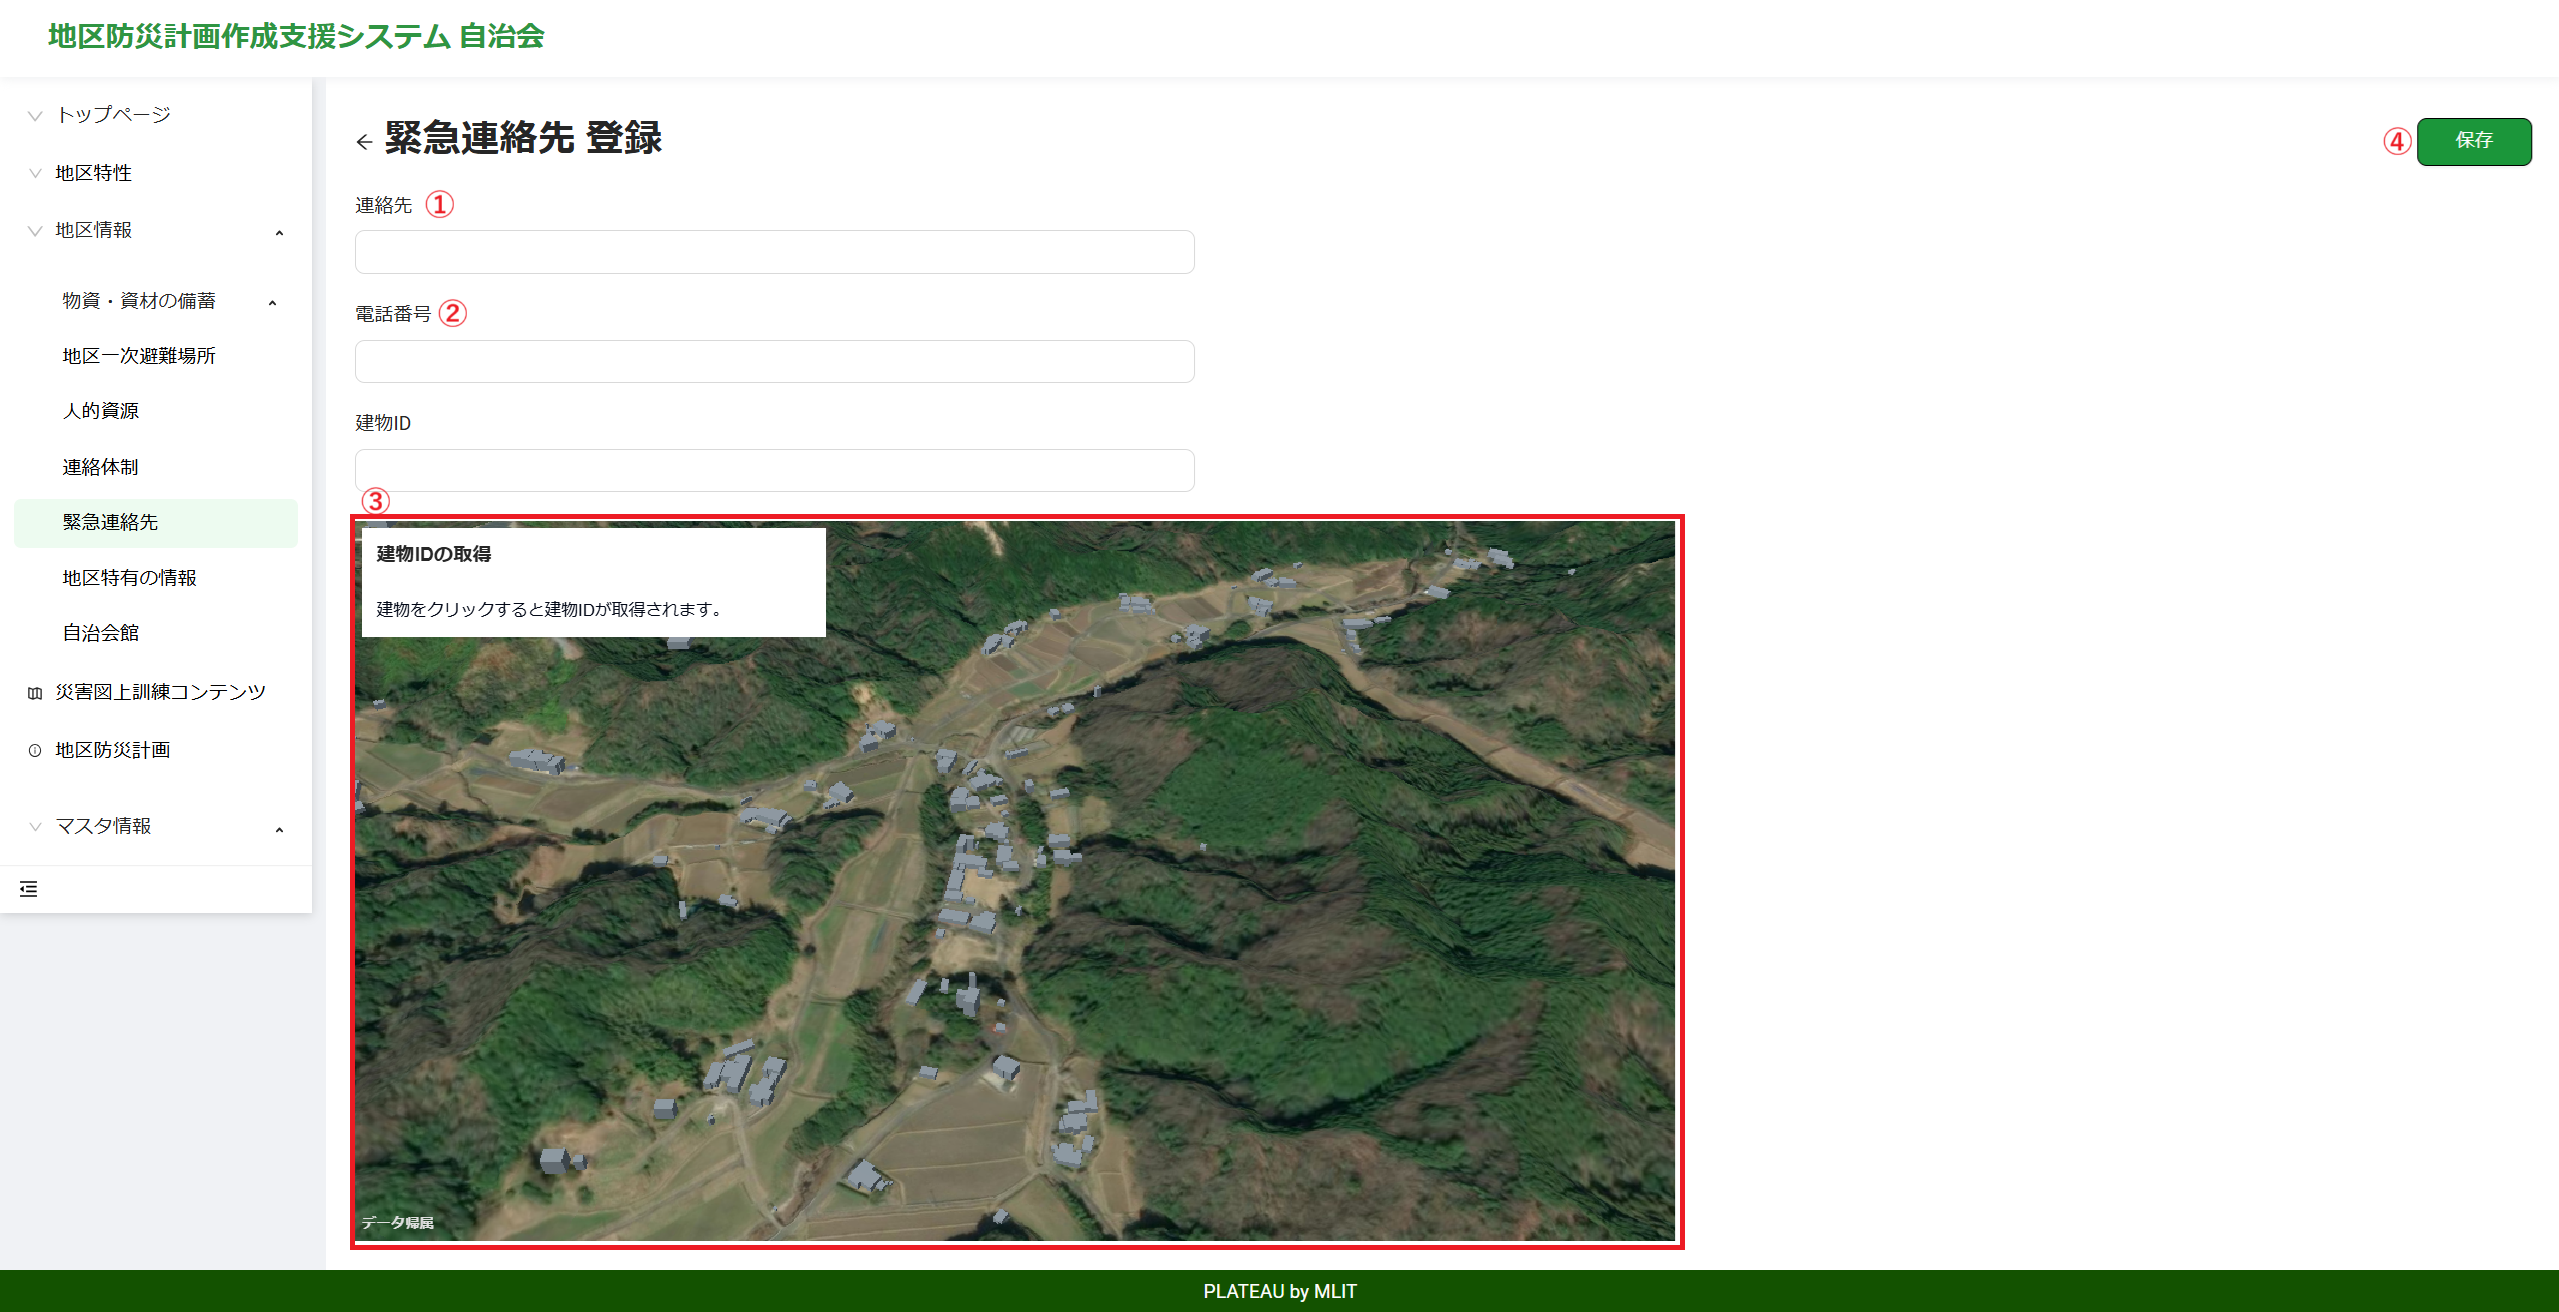 地区防災計画作成支援システム 自治会
トップページ
地区特性
地区情報
物資・資材の備蓄
地区一次避難場所
人的資源
連絡体制
緊急連絡先
地区特有の情報
自治会館
災害図上訓練コンテンツ
地区防災計画
マスタ情報
緊急連絡先 登録
④ 保存
連絡先 ①
電話番号 ②
建物ID
③
建物IDの取得
建物をクリックすると建物IDが取得されます。
データ帰属
PLATEAU by MLIT